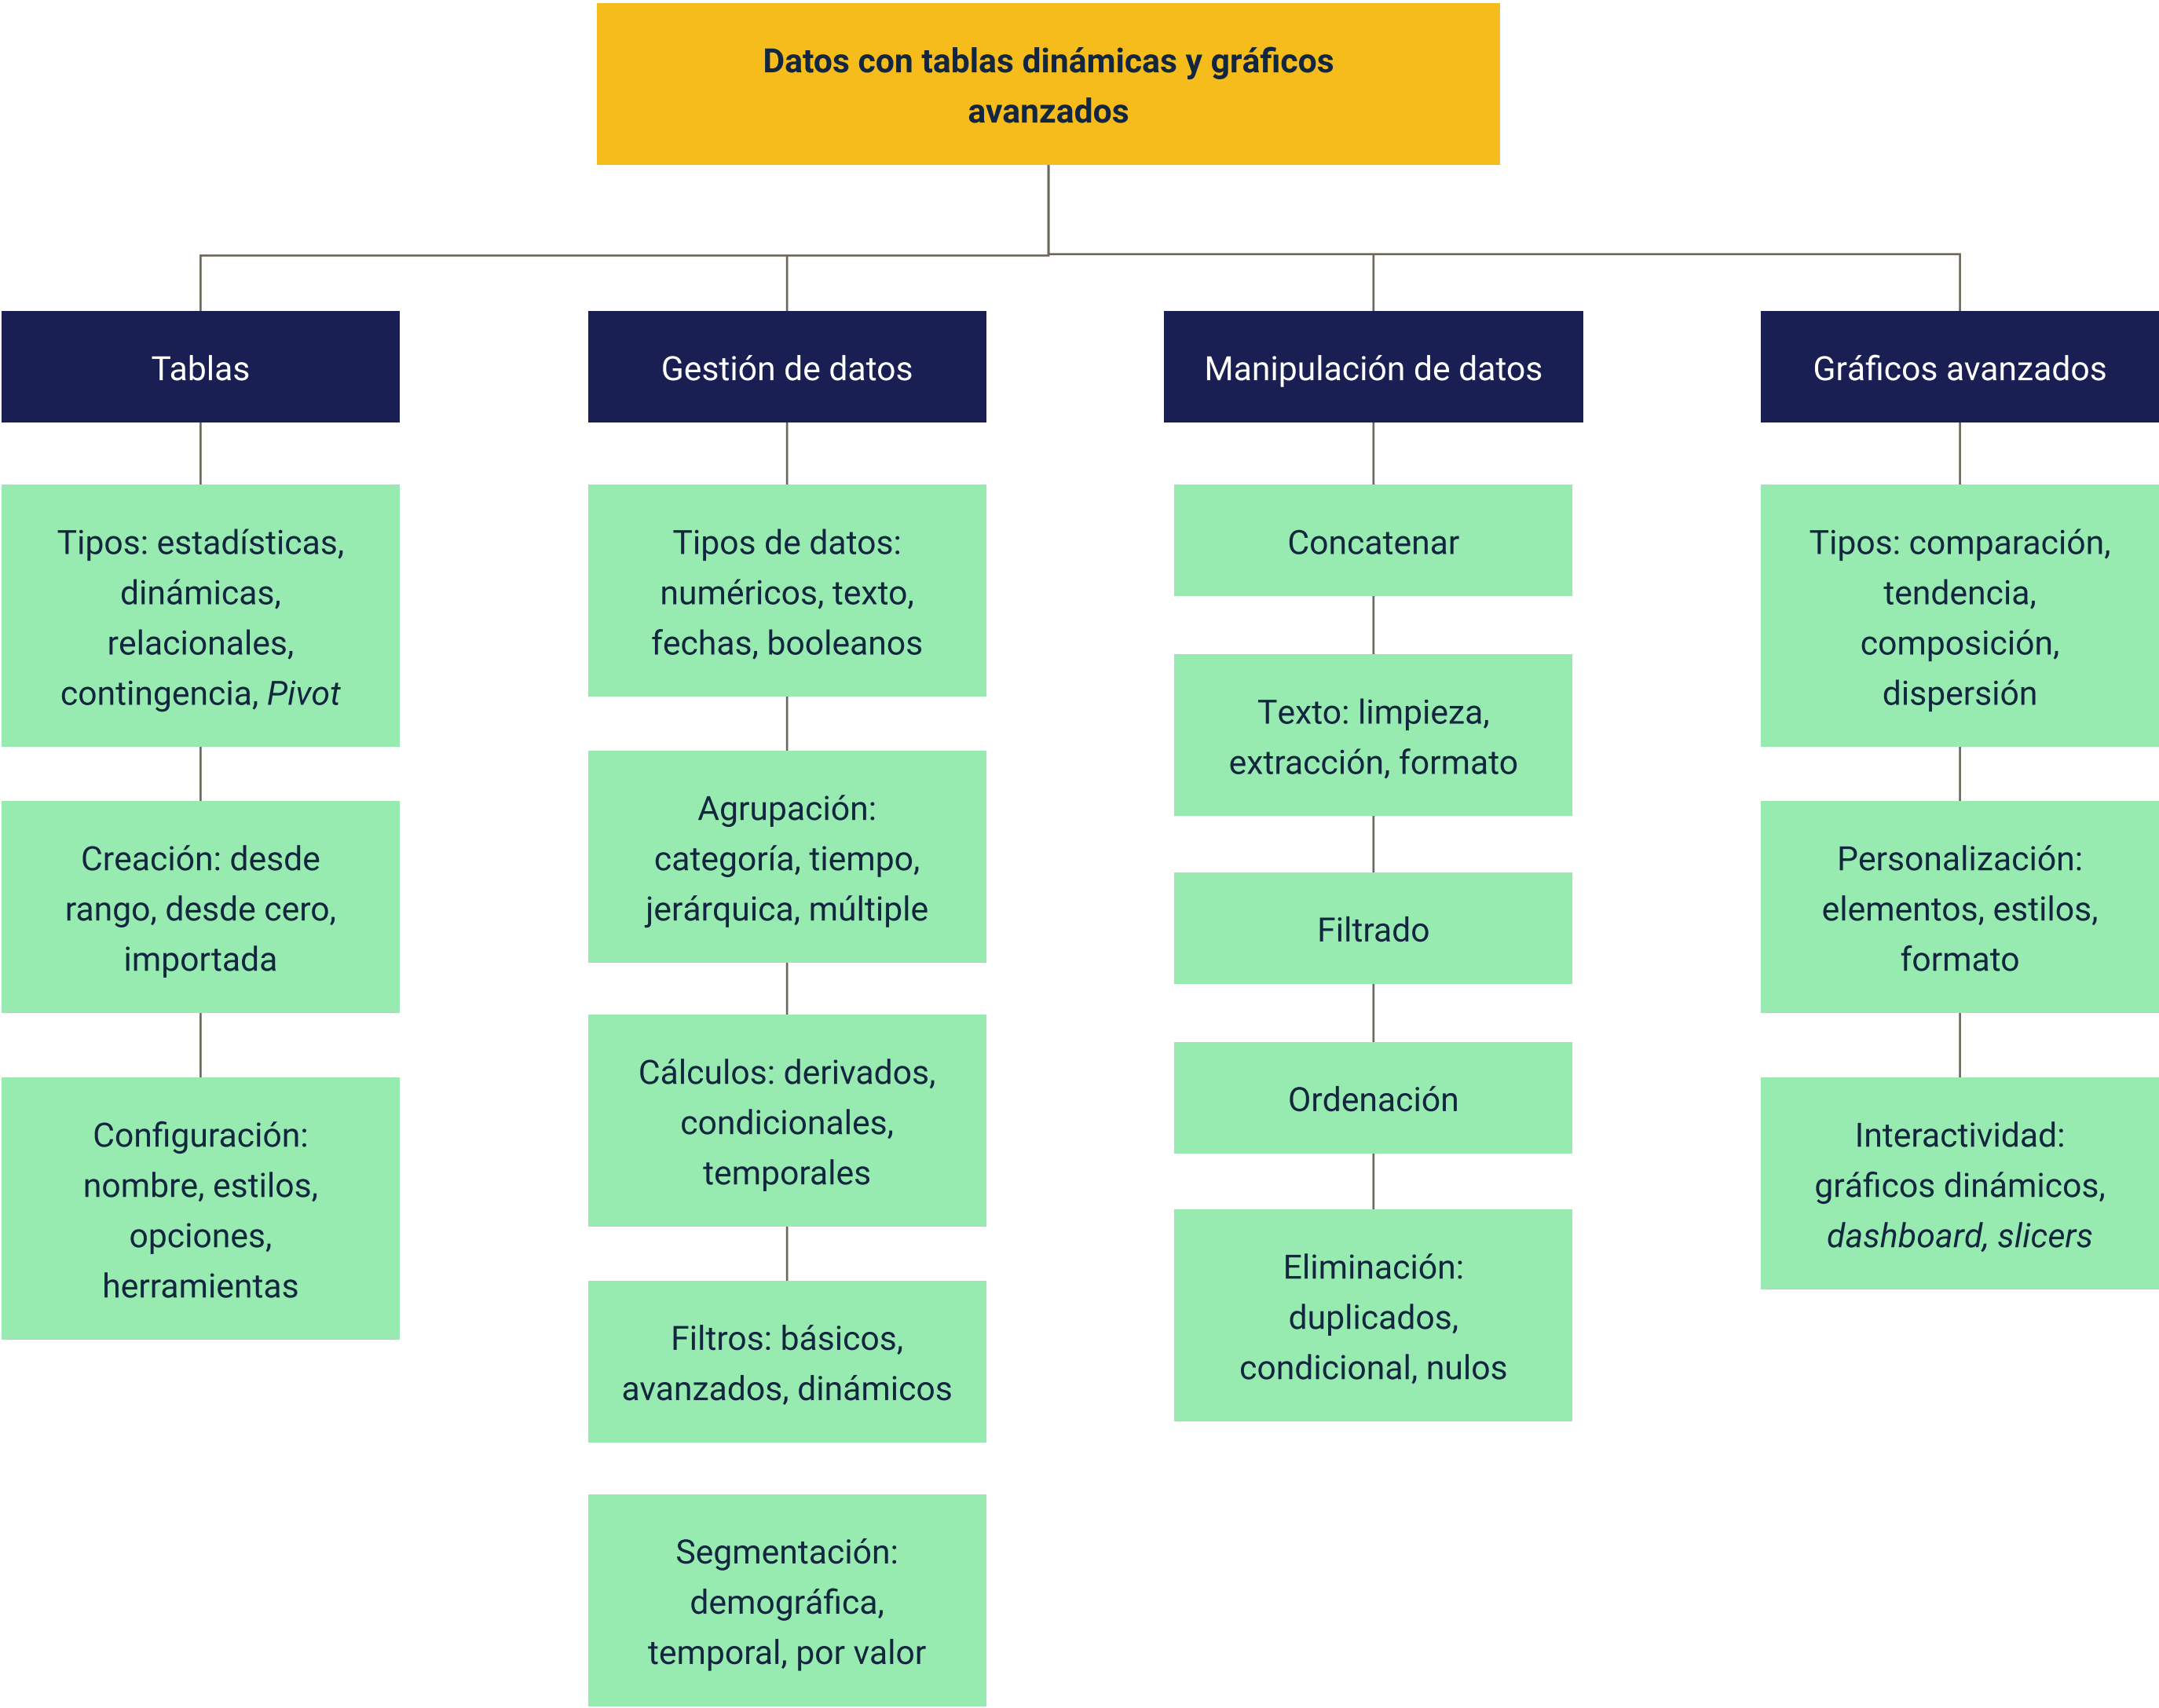 Datos con tablas dinámicas y gráficos
avanzados
Tablas
Tipos: estadísticas,
dinámicas,
relacionales,
contingencia, Pivot
Creación: desde
rango, desde cero,
importada
Configuración:
nombre, estilos,
opciones,
herramientas
Gestión de datos
Tipos de datos:
numéricos, texto,
fechas, booleanos
Agrupación:
categoría, tiempo,
jerárquica, múltiple
Cálculos: derivados,
condicionales,
temporales
Filtros: básicos,
avanzados, dinámicos
Segmentación:
demográfica,
temporal, por valor
Manipulación de datos
Concatenar
Texto: limpieza,
extracción, formato
Filtrado
Ordenación
Eliminación:
duplicados,
condicional, nulos
Gráficos avanzados
Tipos: comparación,
tendencia,
composición,
dispersión
Personalización:
elementos, estilos,
formato
Interactividad:
gráficos dinámicos,
dashboard, slicers